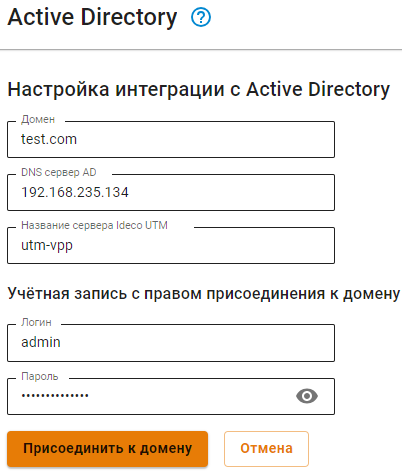 Active Directory
Настройка интеграции с Active Directory
Домен
test.com
DNS сервер AD
192.168.235.134
Название сервера Ideco UTM
utm-vpp
Учётная запись с правом присоединения к домену
Логин
admin
Пароль
••••••••••••••
Присоединить к домену
Отмена